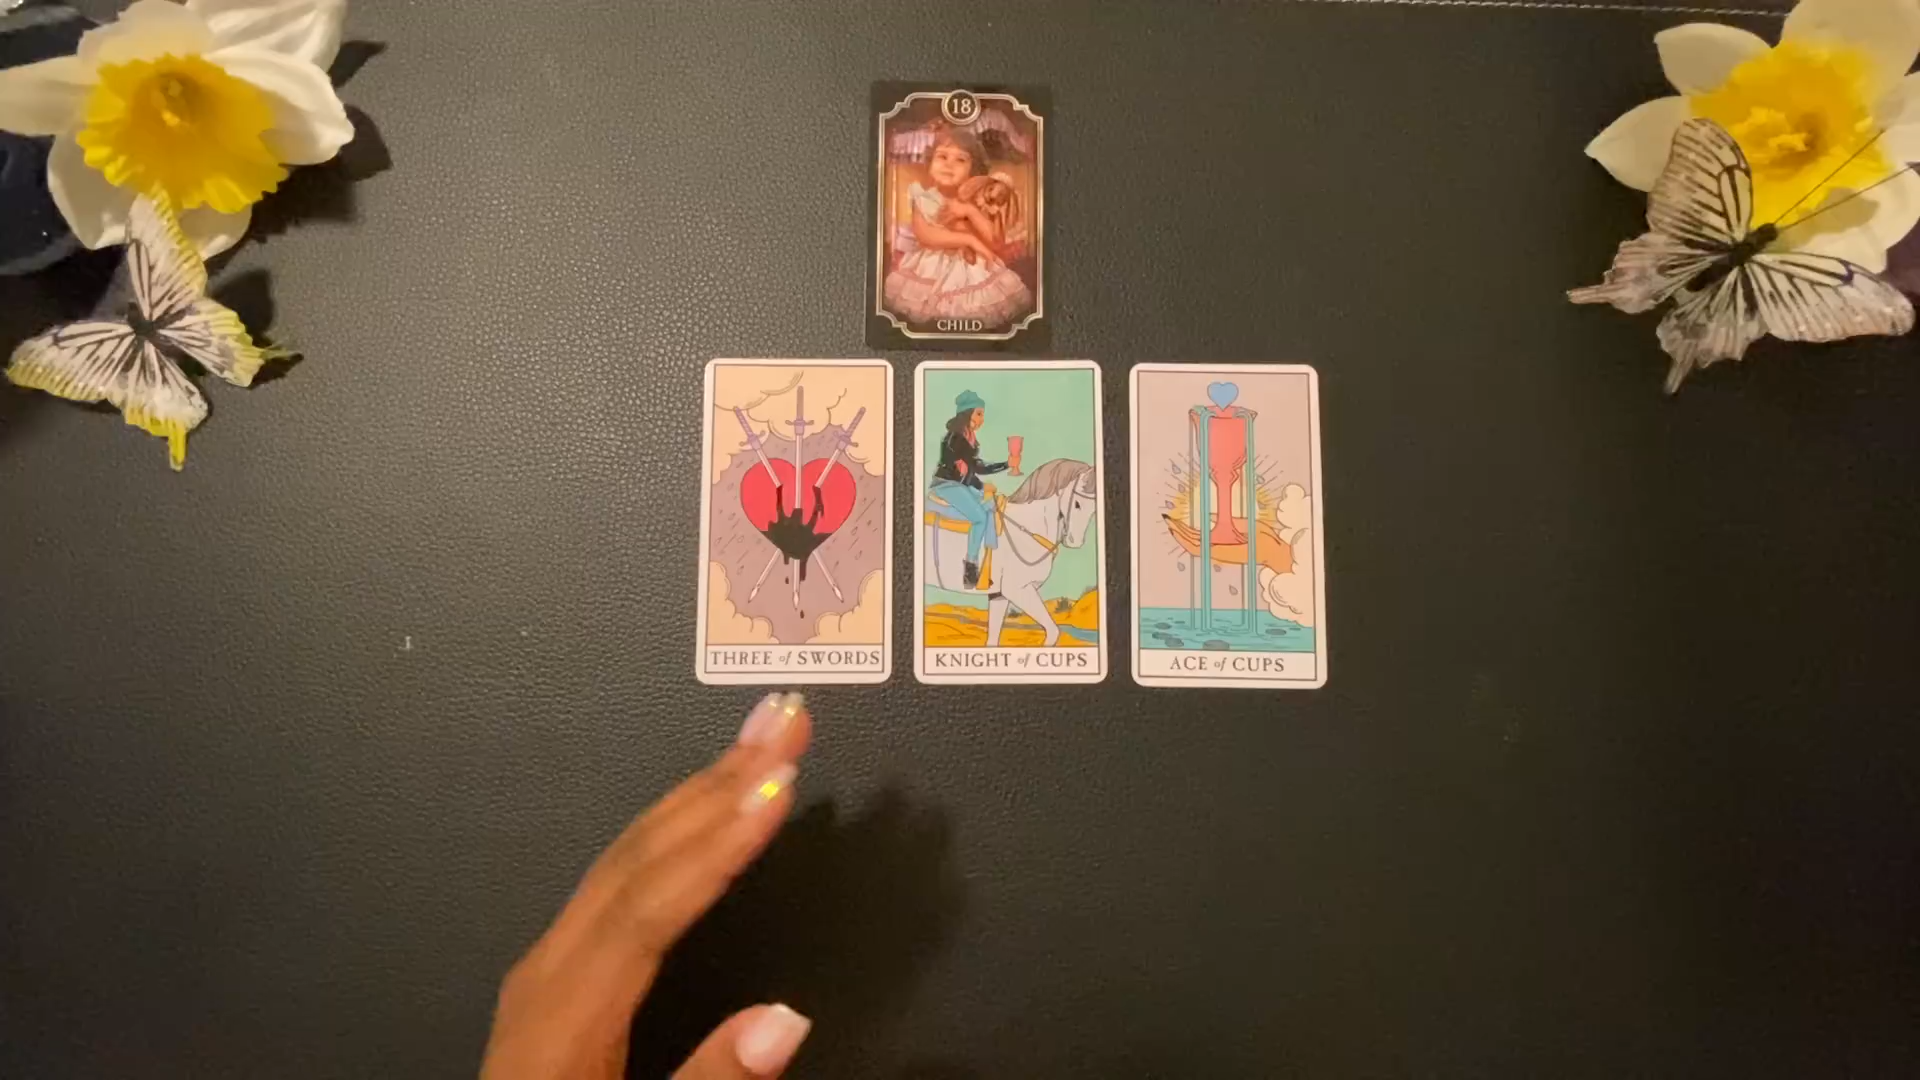 18
CHILD
THREE of SWORDS
KNIGHT of CUPS
ACE of CUPS